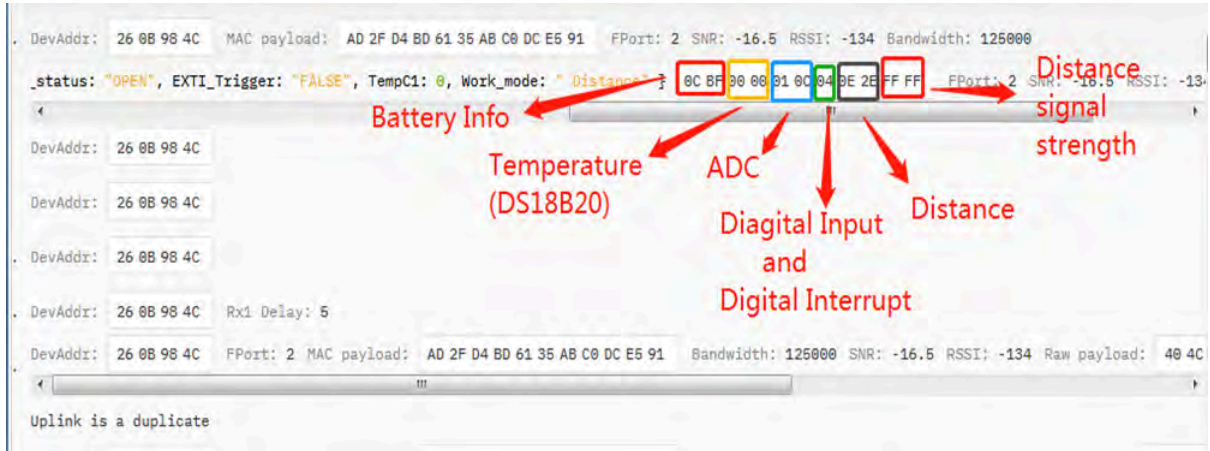 . DevAddr: 26 0B 98 4C MAC payload: AD 2F D4 BD 61 35 AB C0 DC E5 91 FPort: 2 SNR: -16.5 RSSI: -134 Bandwidth: 125000
_status: "OPEN", EXTI_Trigger: "FALSE", TempC1: 0, Work_mode: " Distance" } 0C BF 00 00 01 0C 04 0E 2E FF FF FPort: 2 SNR: -16.5 RSSI: -134
Distance
signal
strength
Battery Info
Temperature
(DS18B20)
ADC
Diagital Input
and
Digital Interrupt
Distance
DevAddr: 26 0B 98 4C
DevAddr: 26 0B 98 4C
. DevAddr: 26 0B 98 4C
. DevAddr: 26 0B 98 4C Rx1 Delay: 5
. DevAddr: 26 0B 98 4C FPort: 2 MAC payload: AD 2F D4 BD 61 35 AB C0 DC E5 91 Bandwidth: 125000 SNR: -16.5 RSSI: -134 Raw payload: 40 4C
Uplink is a duplicate